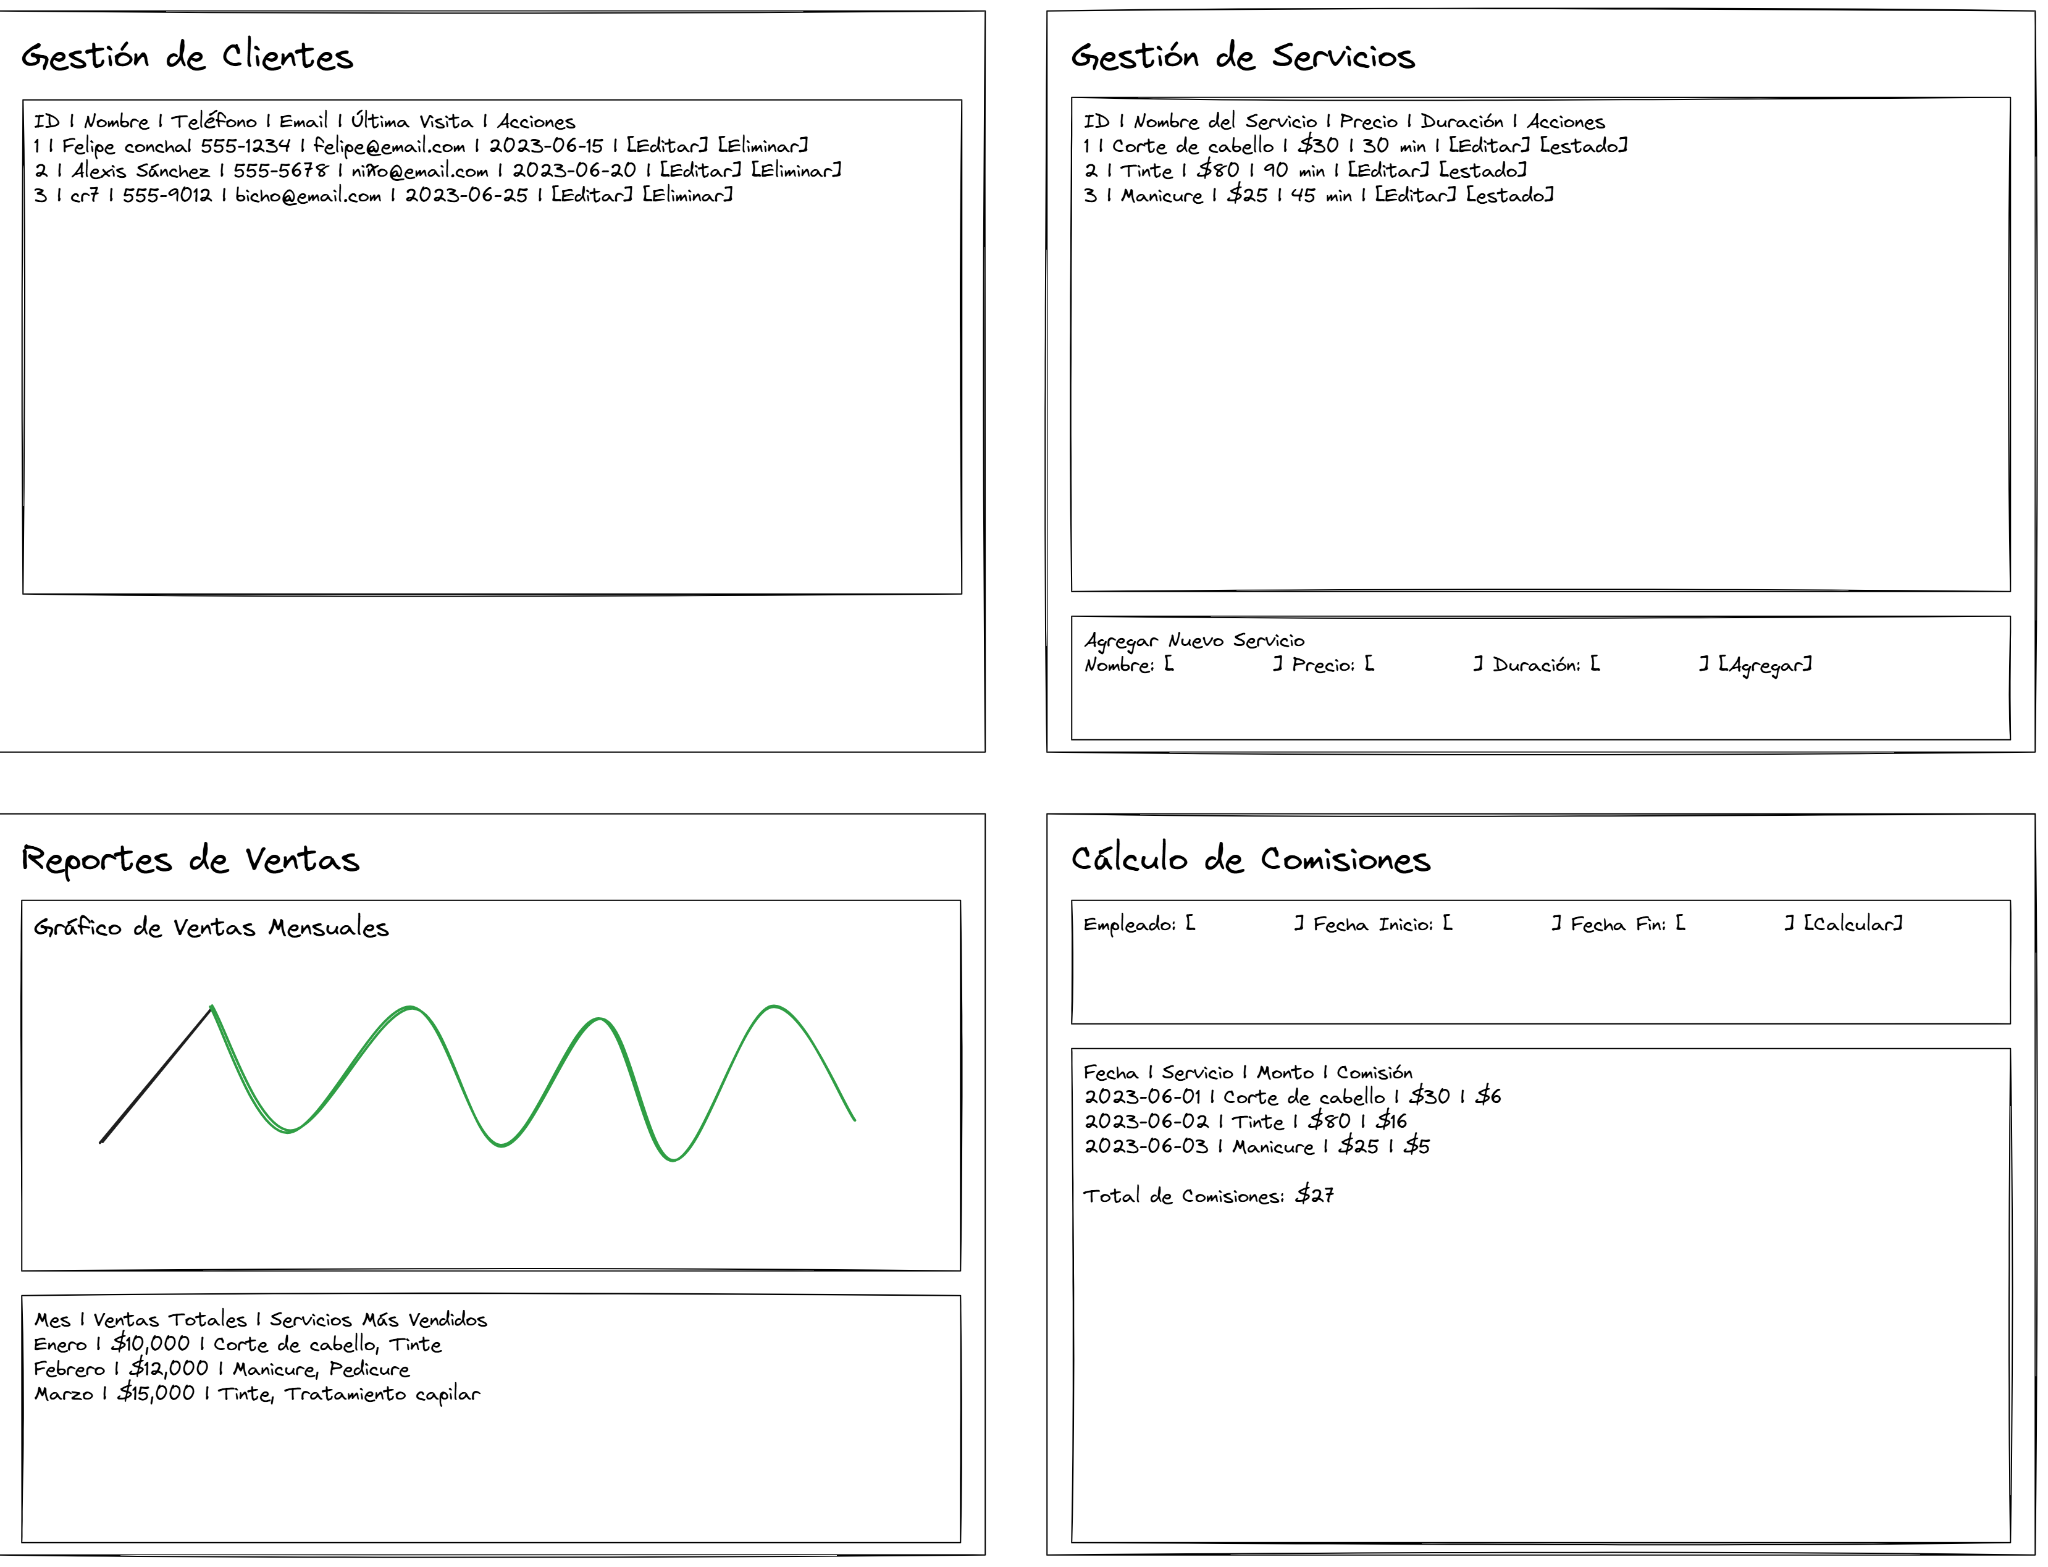 Gestión de Clientes
ID | Nombre | Teléfono | Email | Última Visita | Acciones
1 | Felipe conchal 555-1234 | felipe@email.com | 2023-06-15 | [Editar] [Eliminar]
2 | Alexis Sánchez | 555-5678 | niño@email.com | 2023-06-20 | [Editar] [Eliminar]
3 | cr7 | 555-9012 | bicho@email.com | 2023-06-25 | [Editar] [Eliminar]
Gestión de Servicios
ID | Nombre del Servicio | Precio | Duración | Acciones
1 | Corte de cabello | $30 | 30 min | [Editar] [estado]
2 | Tinte | $80 | 90 min | [Editar] [estado]
3 | Manicure | $25 | 45 min | [Editar] [estado]
Agregar Nuevo Servicio
Nombre: [ ] Precio: [ ] Duración: [ ] [Agregar]
Reportes de Ventas
Gráfico de Ventas Mensuales
Mes | Ventas Totales | Servicios Más Vendidos
Enero | $10,000 | Corte de cabello, Tinte
Febrero | $12,000 | Manicure, Pedicure
Marzo | $15,000 | Tinte, Tratamiento capilar
Cálculo de Comisiones
Empleado: [ ] Fecha Inicio: [ ] Fecha Fin: [ ] [Calcular]
Fecha | Servicio | Monto | Comisión
2023-06-01 | Corte de cabello | $30 | $6
2023-06-02 | Tinte | $80 | $16
2023-06-03 | Manicure | $25 | $5
Total de Comisiones: $27